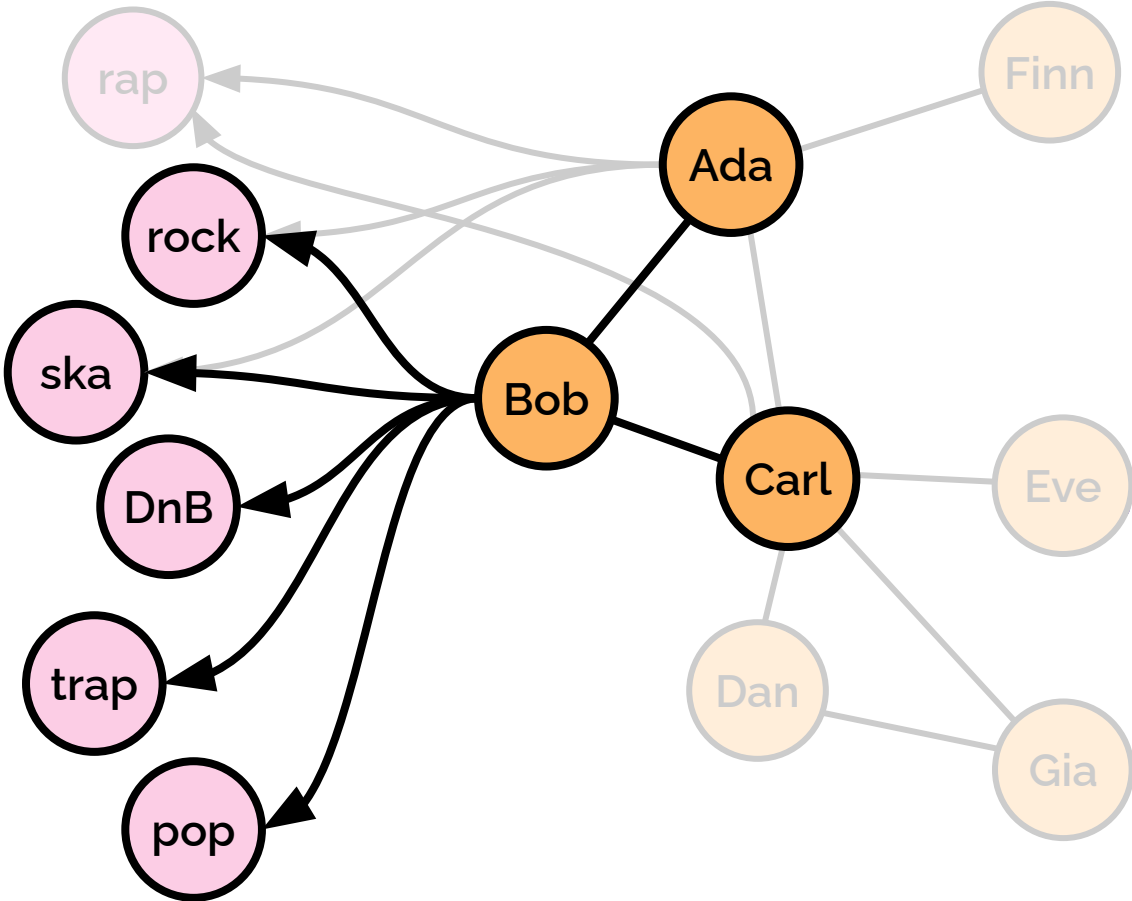 rap
Finn
Ada
rock
ska
Bob
Carl
Eve
DnB
trap
Dan
Gia
pop